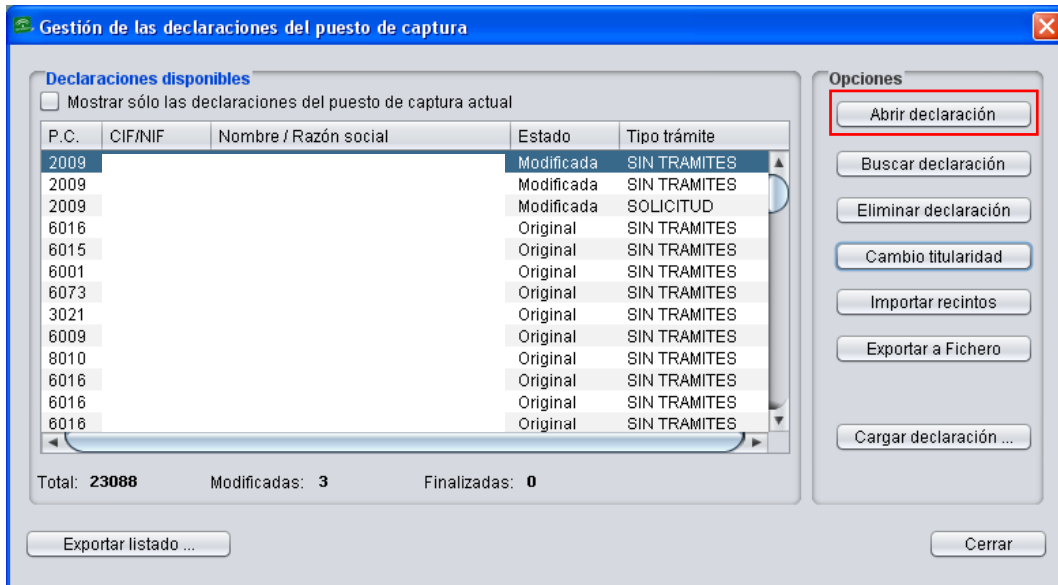 Gestión de las declaraciones del puesto de captura
Declaraciones disponibles
Mostrar sólo las declaraciones del puesto de captura actual
P.C. CIF/NIF Nombre / Razón social Estado Tipo trámite
2009 Modificada SIN TRAMITES
2009 Modificada SIN TRAMITES
2009 Modificada SOLICITUD
6016 Original SIN TRAMITES
6015 Original SIN TRAMITES
6001 Original SIN TRAMITES
6073 Original SIN TRAMITES
3021 Original SIN TRAMITES
6009 Original SIN TRAMITES
8010 Original SIN TRAMITES
6016 Original SIN TRAMITES
6016 Original SIN TRAMITES
6016 Original SIN TRAMITES
Total: 23088 Modificadas: 3 Finalizadas: 0
Opciones
Abrir declaración
Buscar declaración
Eliminar declaración
Cambio titularidad
Importar recintos
Exportar a Fichero
Cargar declaración ...
Exportar listado ...
Cerrar